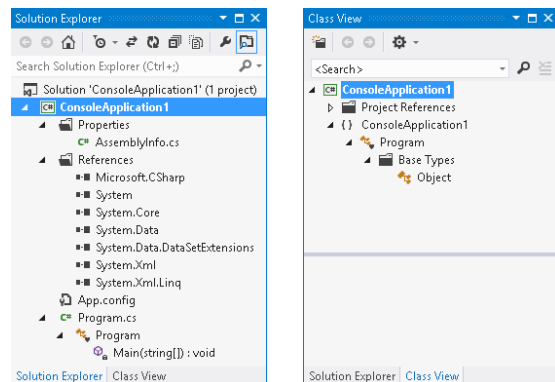 Solution Explorer
Search Solution Explorer (Ctrl+;)
Solution 'ConsoleApplication1' (1 project)
C# ConsoleApplication1
Properties
C# AssemblyInfo.cs
References
Microsoft.CSharp
System
System.Core
System.Data
System.Data.DataSetExtensions
System.Xml
System.Xml.Linq
App.config
C# Program.cs
Program
Main(string[]) : void
Solution Explorer Class View
Class View
<Search>
C# ConsoleApplication1
Project References
{ } ConsoleApplication1
Program
Base Types
Object
Solution Explorer Class View